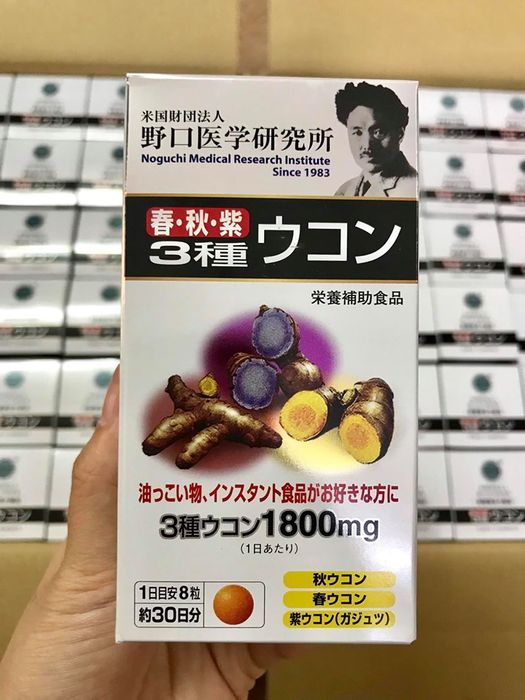 米国財団法人
野口医学研究所
Noguchi Medical Research Institute
Since 1983
春・秋・紫
3種 ウコン
栄養補助食品
油っこい物、インスタント食品がお好きな方に
3種ウコン1800mg
(1日あたり)
1日目安8粒
約30日分
秋ウコン
春ウコン
紫ウコン(ガジュツ)